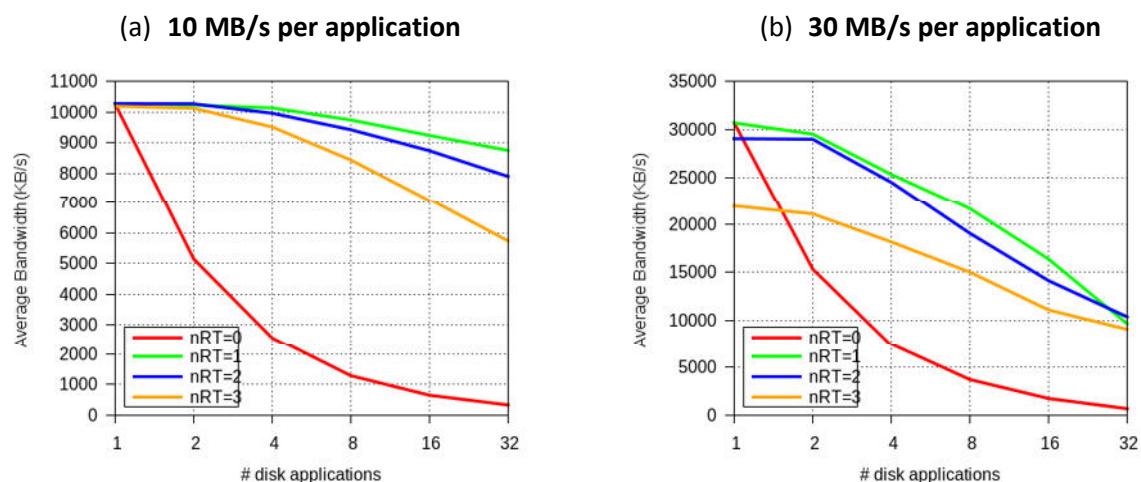 (a) 10 MB/s per application
11000
10000
9000
8000
7000
6000
5000
4000
3000
2000
1000
0
Average Bandwidth(KB/s)
nRT=0
nRT=1
nRT=2
nRT=3
1 2 4 8 16 32
# disk applications
(b) 30 MB/s per application
35000
30000
25000
20000
15000
10000
5000
0
Average Bandwidth(KB/s)
nRT=0
nRT=1
nRT=2
nRT=3
1 2 4 8 16 32
# disk applications